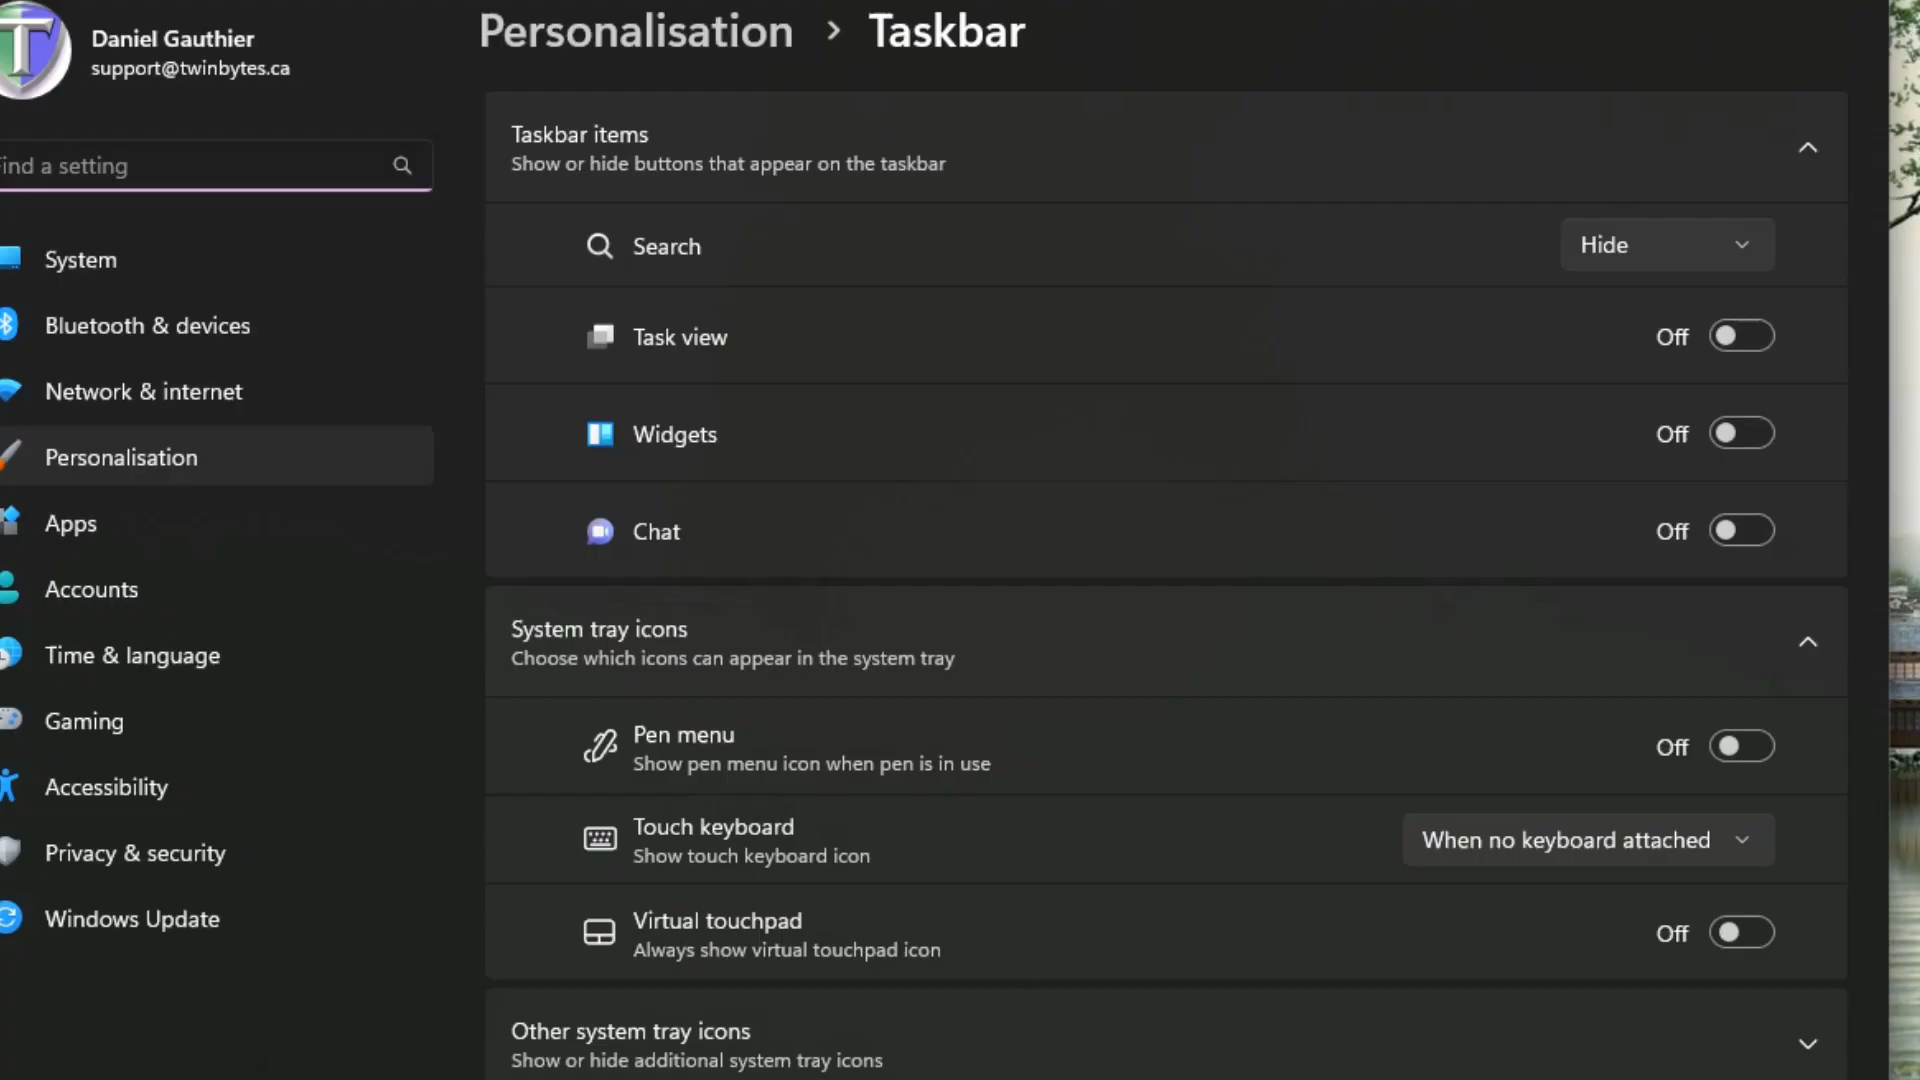 Daniel Gauthier
support@twinbytes.ca
Find a setting
System
Bluetooth & devices
Network & internet
Personalisation
Apps
Accounts
Time & language
Gaming
Accessibility
Privacy & security
Windows Update
Personalisation > Taskbar
Taskbar items
Show or hide buttons that appear on the taskbar
Search
Hide
Task view
Off
Widgets
Off
Chat
Off
System tray icons
Choose which icons can appear in the system tray
Pen menu
Show pen menu icon when pen is in use
Off
Touch keyboard
Show touch keyboard icon
When no keyboard attached
Virtual touchpad
Always show virtual touchpad icon
Off
Other system tray icons
Show or hide additional system tray icons